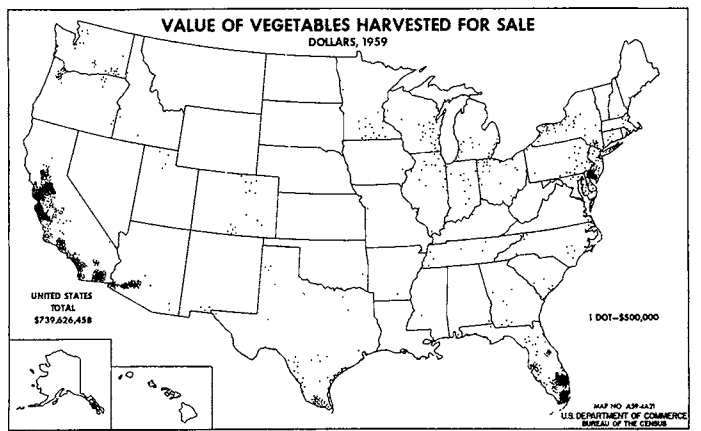 VALUE OF VEGETABLES HARVESTED FOR SALE
DOLLARS, 1959
UNITED STATES
TOTAL
$739,626,458
1 DOT—$500,000
MAP NO A59-4A21
U.S. DEPARTMENT OF COMMERCE
BUREAU OF THE CENSUS